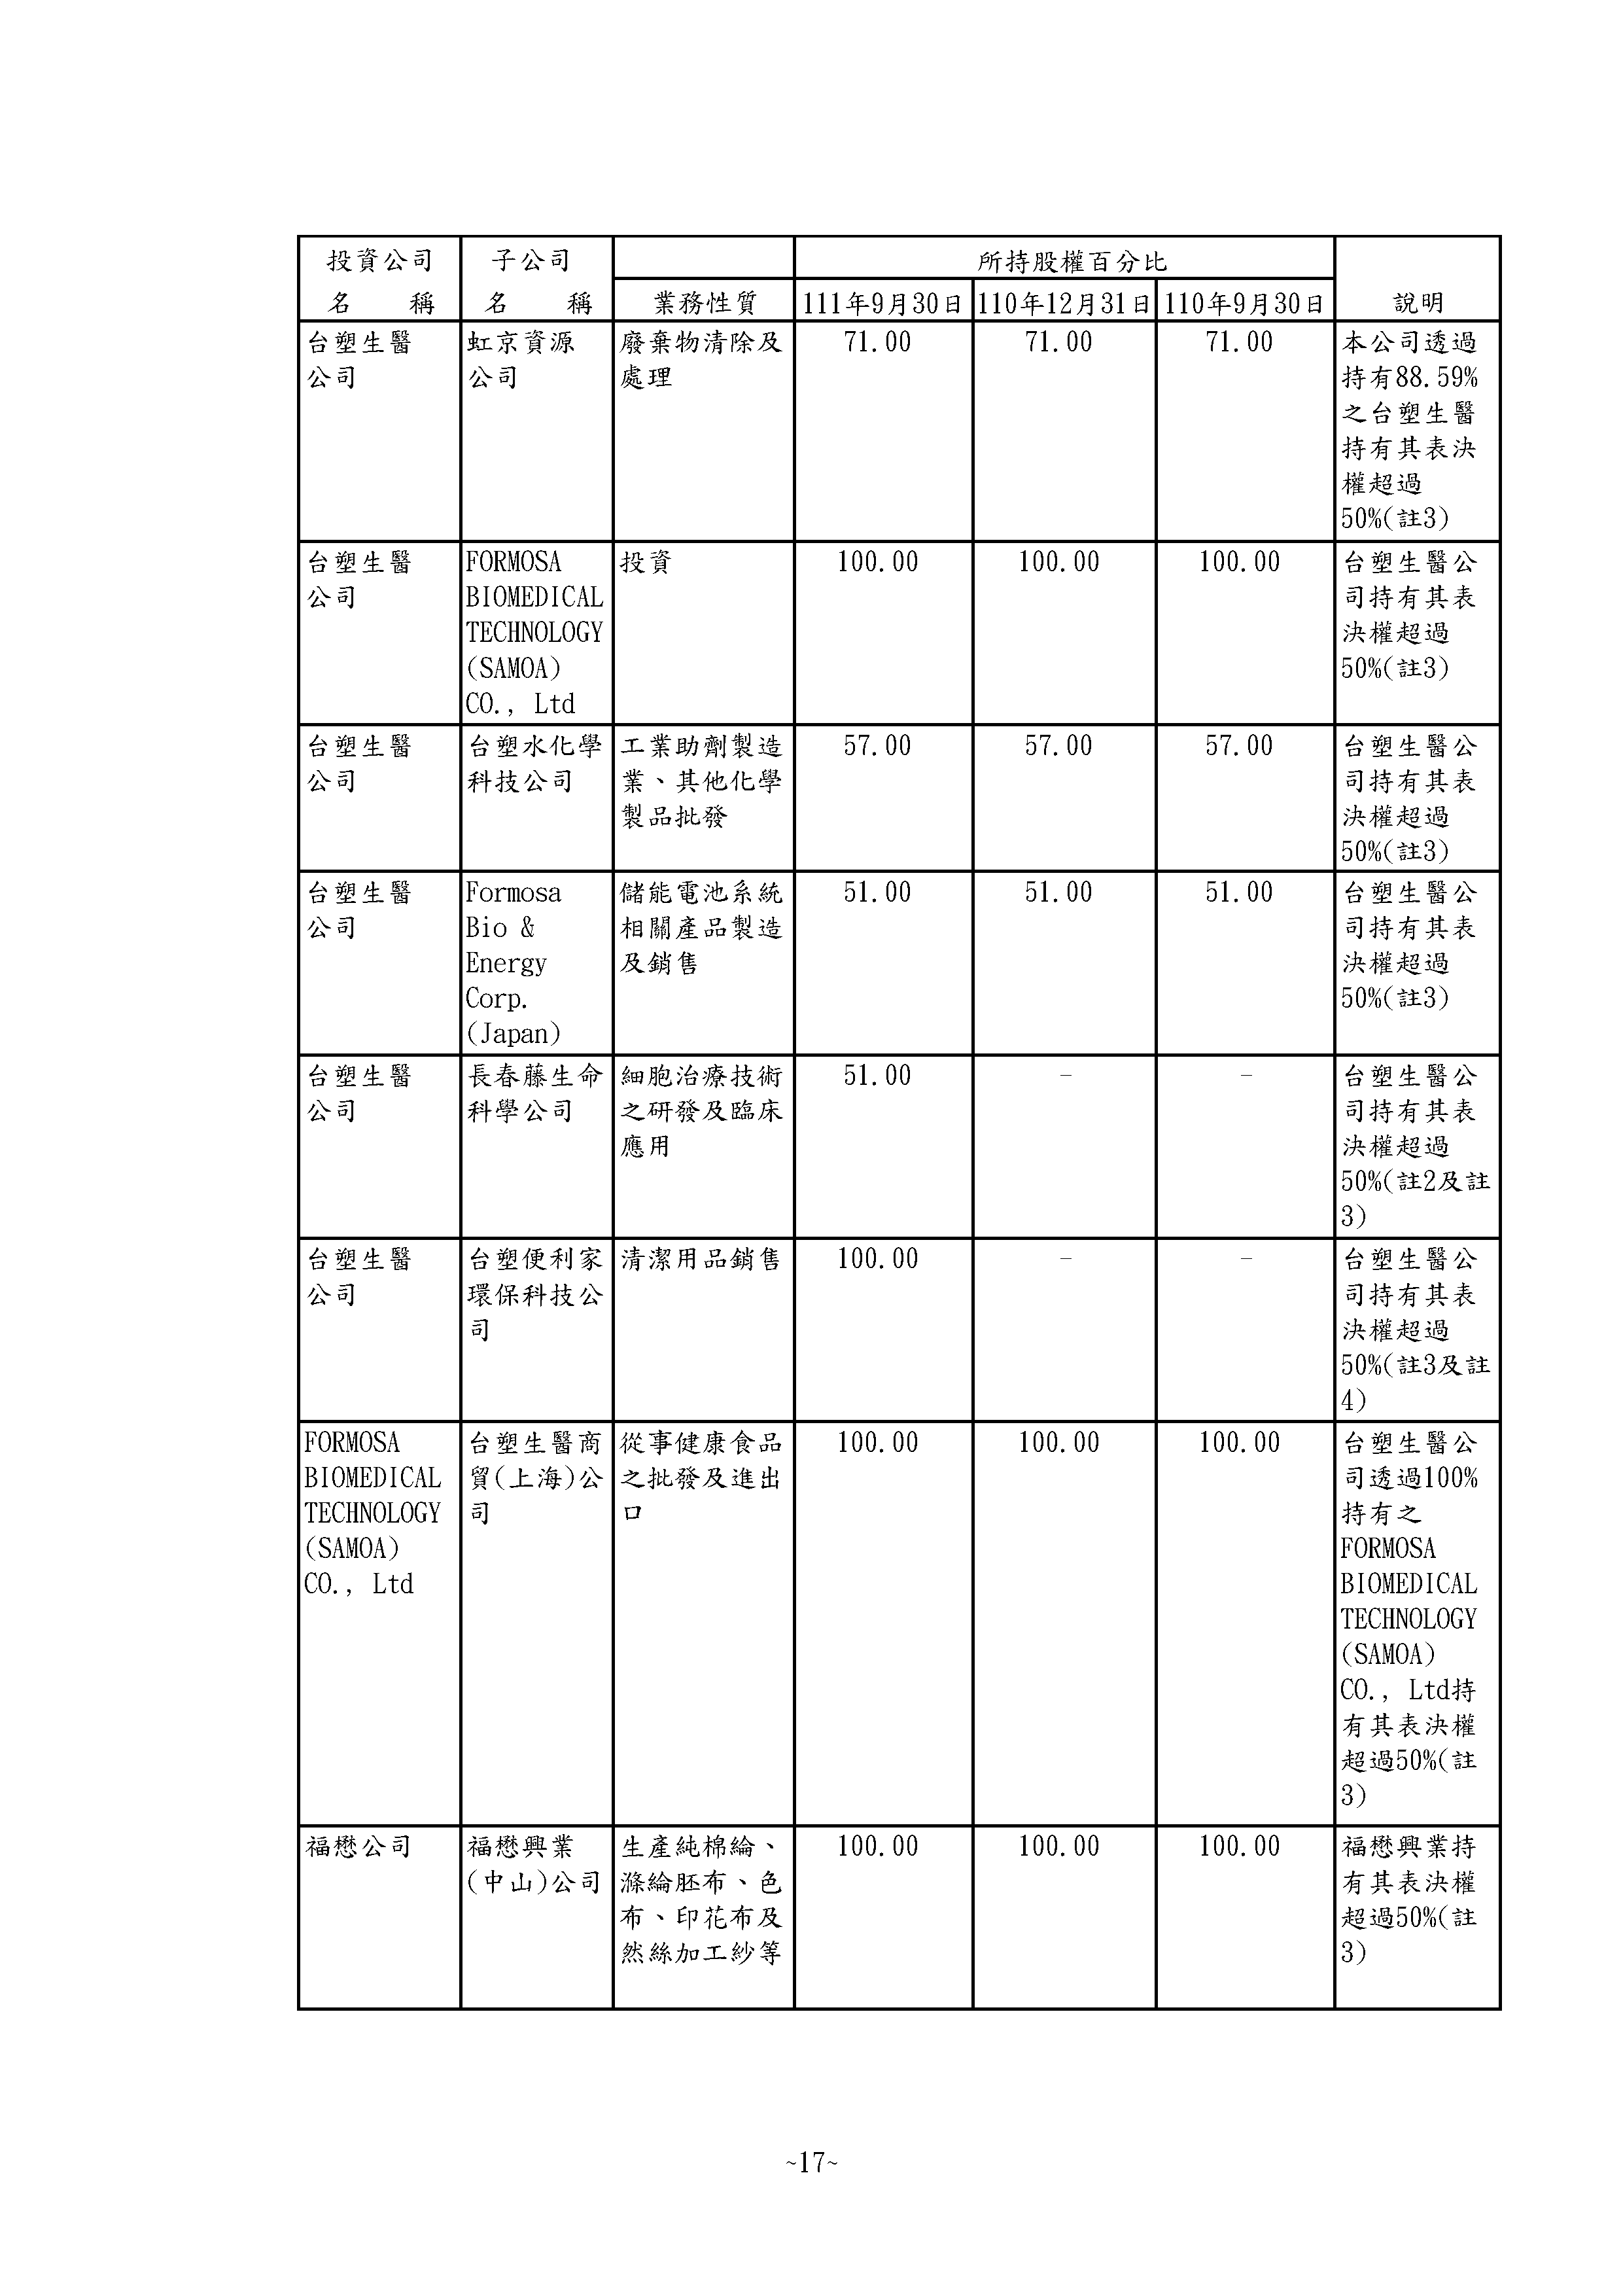 投資公司 子公司 所持股權百分比
名 稱 名 稱 業務性質 111年9月30日 110年12月31日 110年9月30日 說明
台塑生醫 虹京資源 廢棄物清除及 71.00 71.00 71.00 本公司透過
公司 公司 處理 持有88.59%
之台塑生醫
持有其表決
權超過
50%(註3)
台塑生醫 FORMOSA 投資 100.00 100.00 100.00 台塑生醫公
公司 BIOMEDICAL 司持有其表
TECHNOLOGY 決權超過
(SAMOA) 50%(註3)
CO., Ltd
台塑生醫 台塑水化學 工業助劑製造 57.00 57.00 57.00 台塑生醫公
公司 科技公司 業、其他化學 司持有其表
製品批發 決權超過
50%(註3)
台塑生醫 Formosa 儲能電池系統 51.00 51.00 51.00 台塑生醫公
公司 Bio & 相關產品製造 司持有其表
Energy 及銷售 決權超過
Corp. 50%(註3)
(Japan)
台塑生醫 長春藤生命 細胞治療技術 51.00 - - 台塑生醫公
公司 科學公司 之研發及臨床 司持有其表
應用 決權超過
50%(註2及註
3)
台塑生醫 台塑便利家 清潔用品銷售 100.00 - - 台塑生醫公
公司 環保科技公 司持有其表
司 決權超過
50%(註3及註
4)
FORMOSA 台塑生醫商 從事健康食品 100.00 100.00 100.00 台塑生醫公
BIOMEDICAL 貿(上海)公 之批發及進出 司透過100%
TECHNOLOGY 司 口 持有之
(SAMOA) FORMOSA
CO., Ltd BIOMEDICAL
TECHNOLOGY
(SAMOA)
CO., Ltd持
有其表決權
超過50%(註
3)
福懋公司 福懋興業 生產純棉綸、 100.00 100.00 100.00 福懋興業持
(中山)公司 滌綸胚布、色 有其表決權
布、印花布及 超過50%(註
然絲加工紗等 3)
~17~